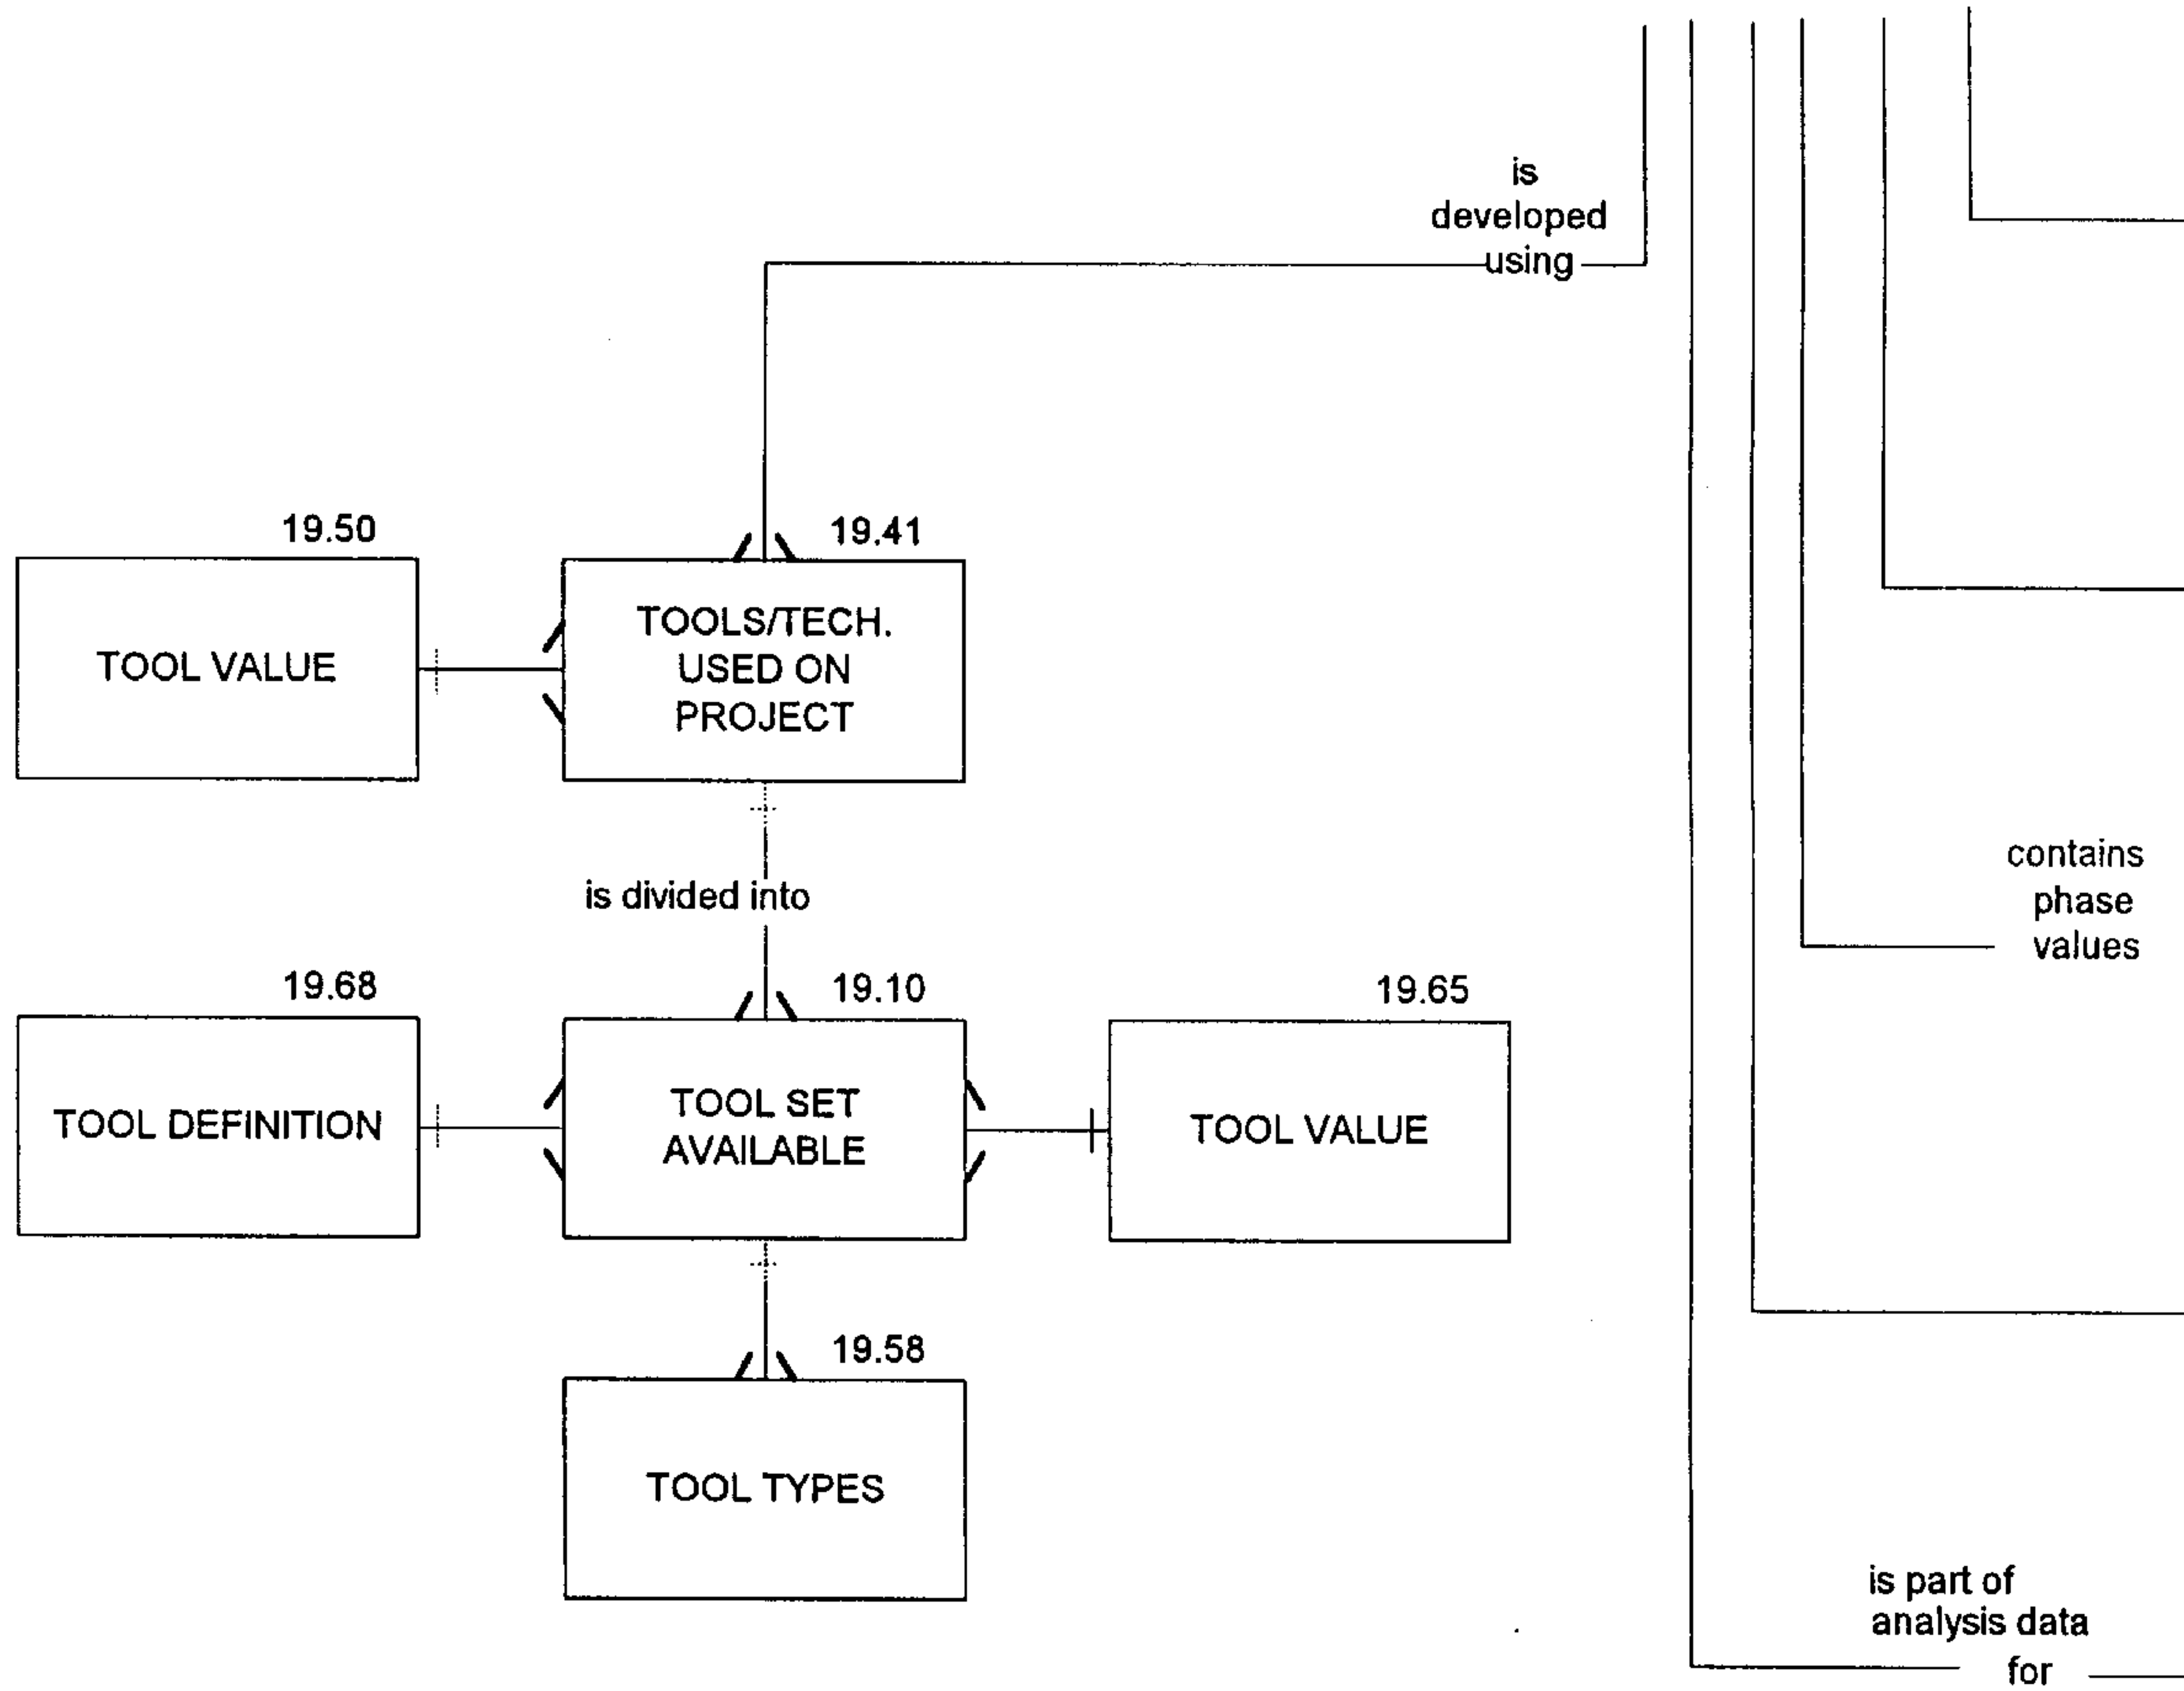 is
developed
using
19.50
19.41
TOOL VALUE
TOOLS/TECH.
USED ON
PROJECT
contains
phase
values
is divided into
19.68
19.10
19.65
TOOL DEFINITION
TOOL SET
AVAILABLE
TOOL VALUE
19.58
TOOL TYPES
is part of
analysis data
for